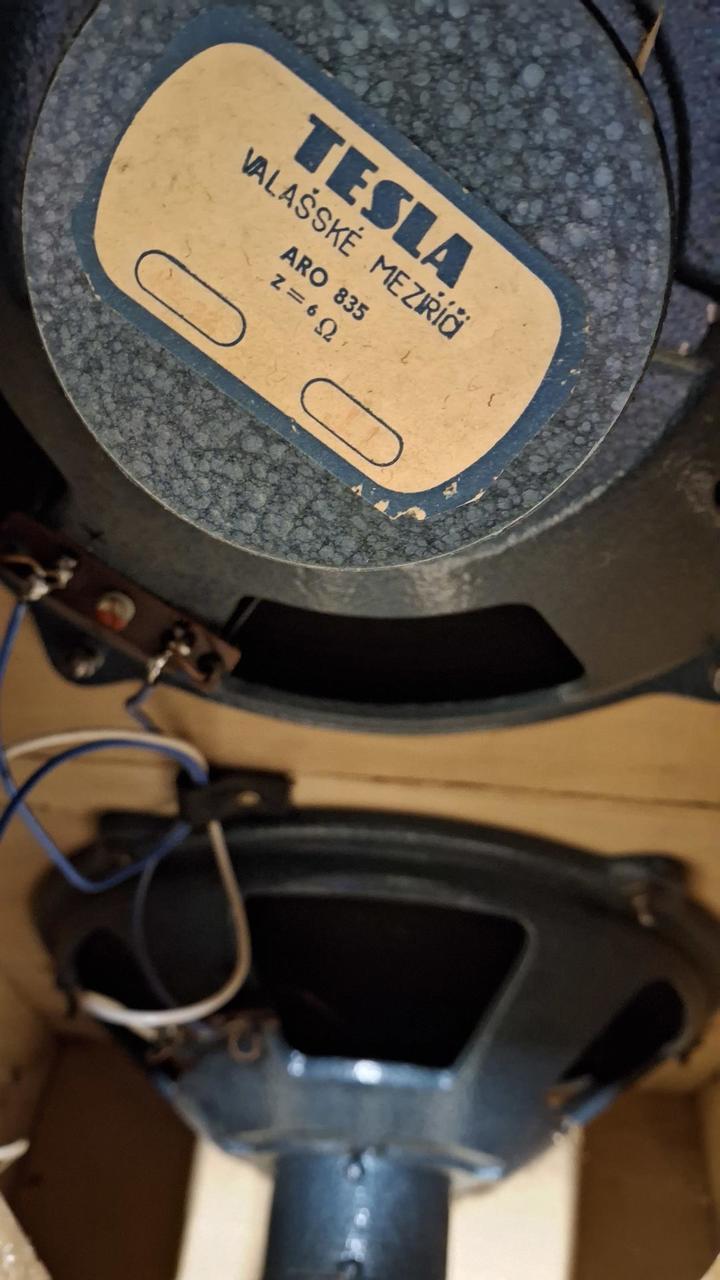 TESLA
VALAŠSKÉ MEZIŘÍČÍ
ARO 835
Z = 6 Ω